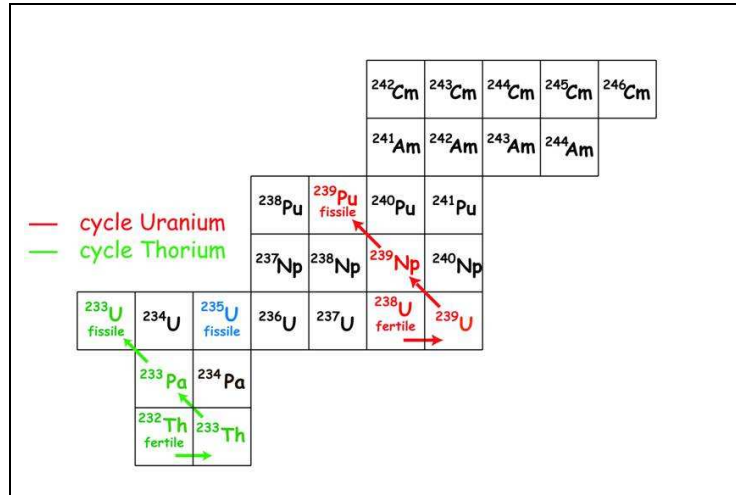 ²⁴²Cm ²⁴³Cm ²⁴⁴Cm ²⁴⁵Cm ²⁴⁶Cm
²⁴¹Am ²⁴²Am ²⁴³Am ²⁴⁴Am
²³⁸Pu ²³⁹Pu ²⁴⁰Pu ²⁴¹Pu
fissile
cycle Uranium
cycle Thorium
²³⁷Np ²³⁸Np ²³⁹Np ²⁴⁰Np
²³³U ²³⁴U ²³⁵U ²³⁶U ²³⁷U ²³⁸U ²³⁹U
fissile fissile fertile
²³³Pa ²³⁴Pa
²³²Th ²³³Th
fertile